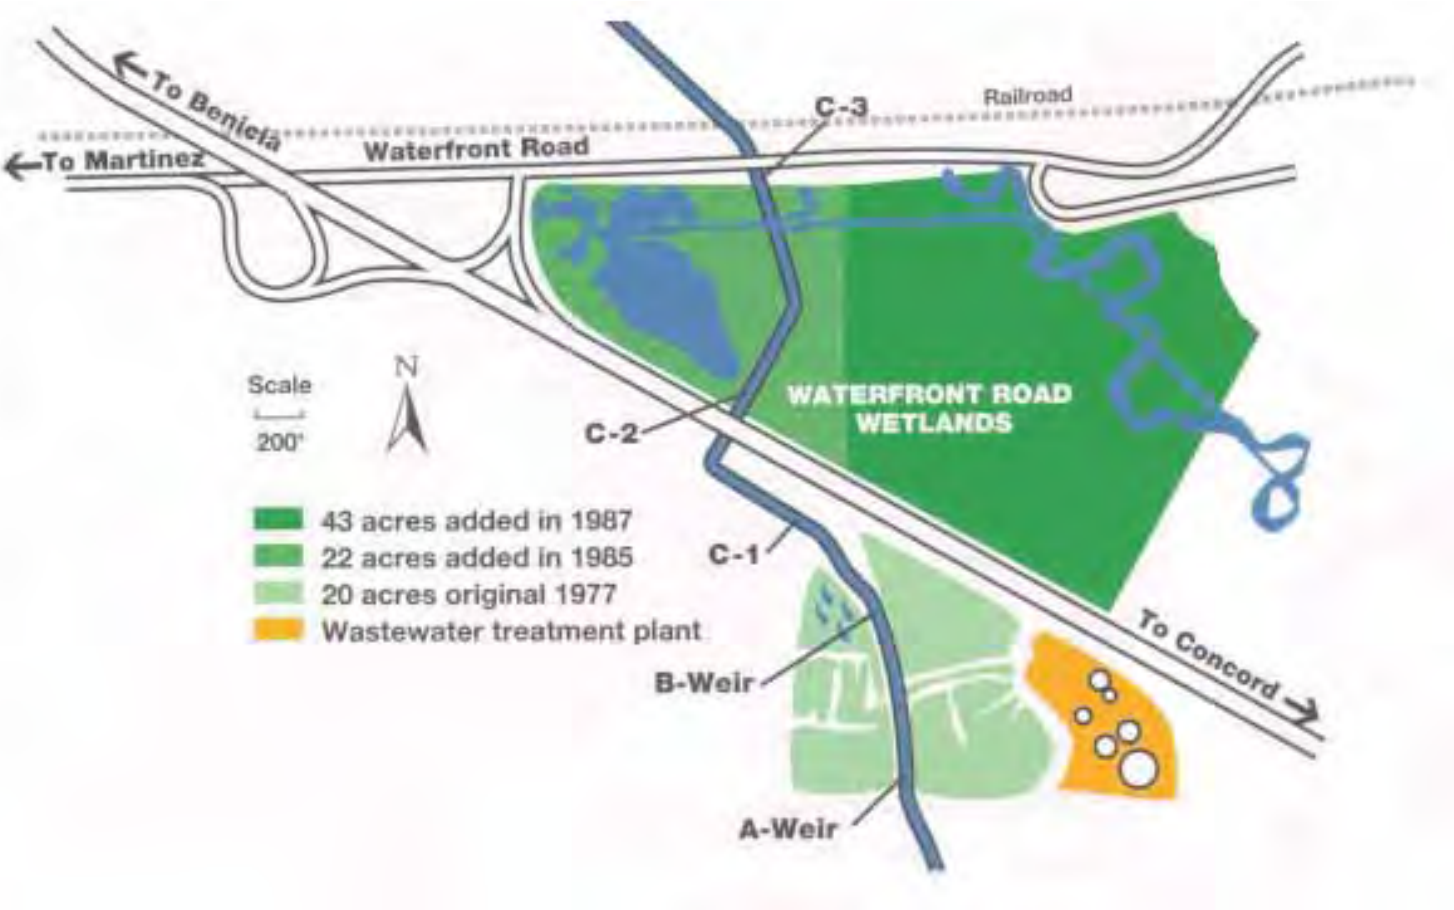 To Benicia
C-3
Railroad
To Martinez
Waterfront Road
N
Scale
200'
WATERFRONT ROAD
WETLANDS
C-2
43 acres added in 1987
22 acres added in 1985
20 acres original 1977
Wastewater treatment plant
C-1
To Concord
B-Weir
A-Weir